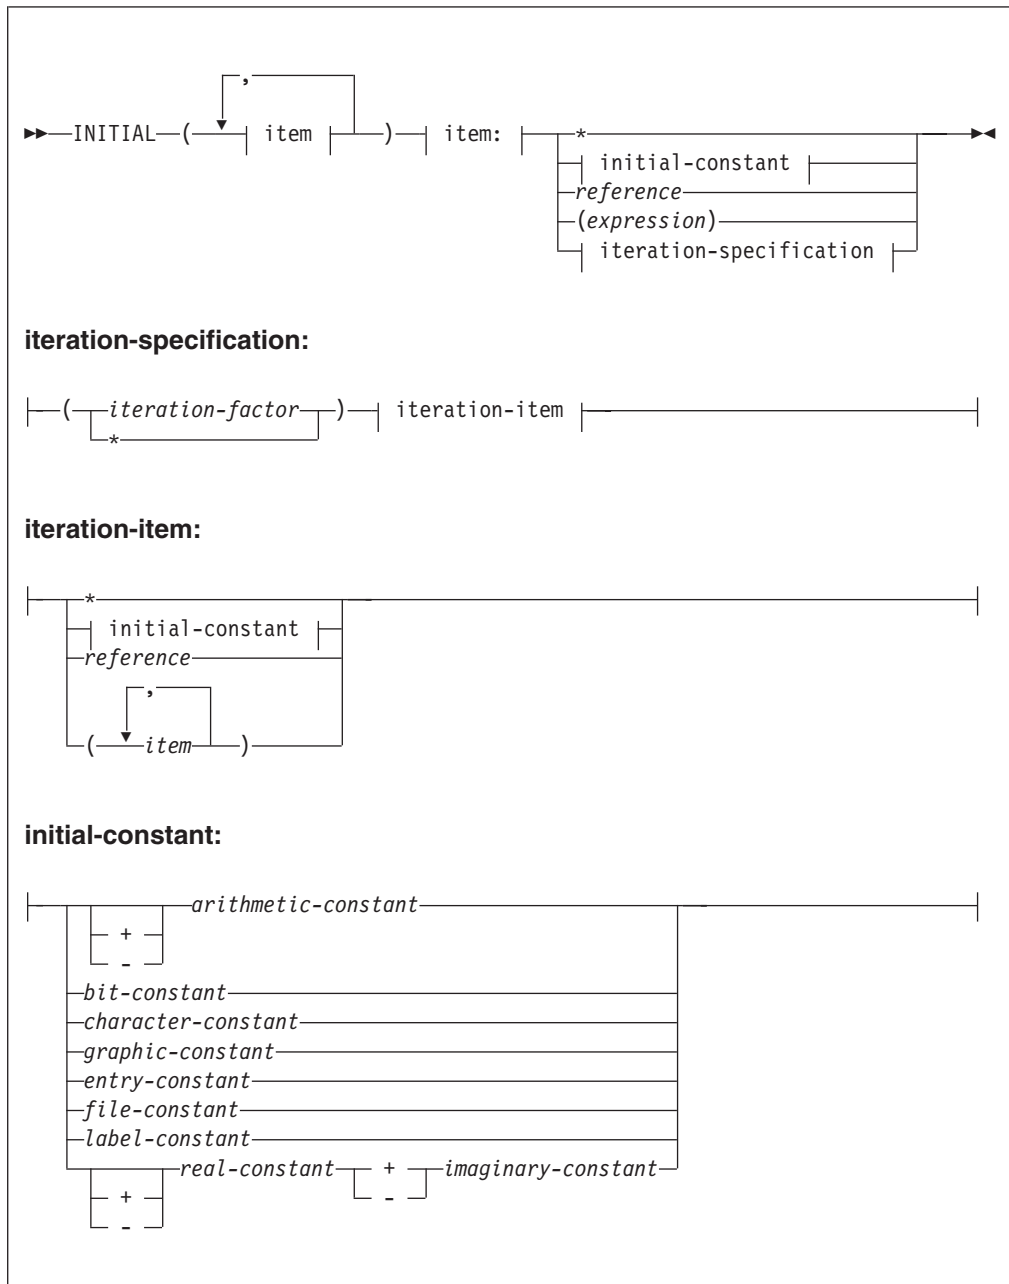 ,
INITIAL ( item ) item: *
initial-constant
reference
(expression)
iteration-specification
iteration-specification:
( iteration-factor ) iteration-item
*
iteration-item:
*
initial-constant
reference
,
( item )
initial-constant:
arithmetic-constant
+
-
bit-constant
character-constant
graphic-constant
entry-constant
file-constant
label-constant
real-constant + imaginary-constant
+ -
-